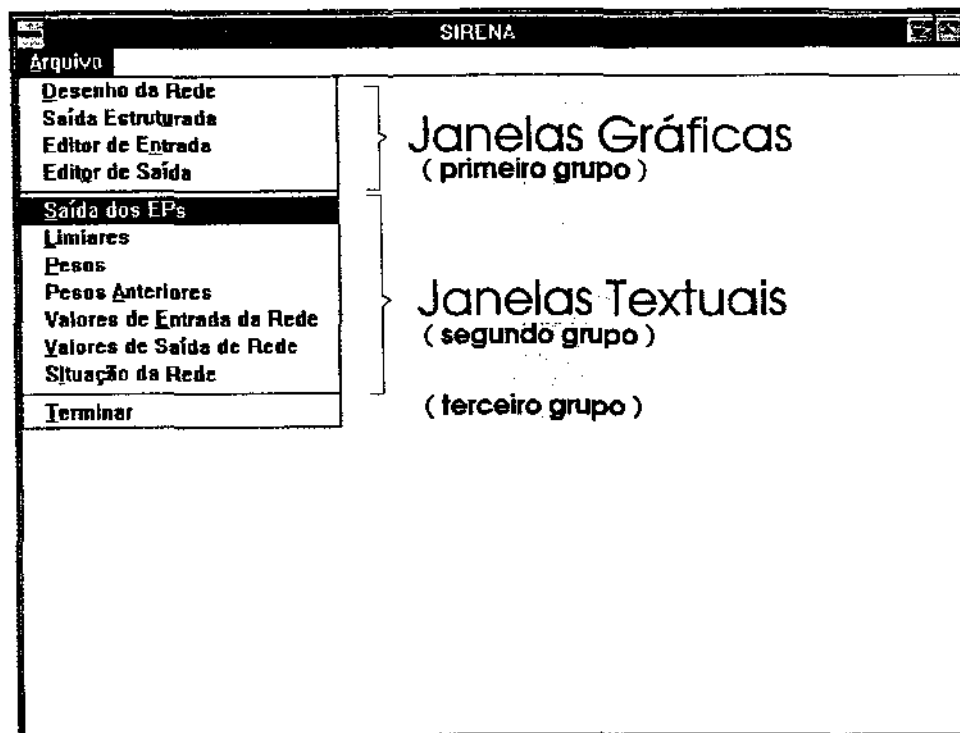 SIRENA
Arquivo
Desenho da Rede
Saída Estruturada
Editor de Entrada
Editor de Saída
Janelas Gráficas
( primeiro grupo )
Saída dos EPs
Limiares
Pesos
Pesos Anteriores
Valores de Entrada da Rede
Valores de Saída de Rede
Situação da Rede
Janelas Textuais
( segundo grupo )
Terminar
( terceiro grupo )